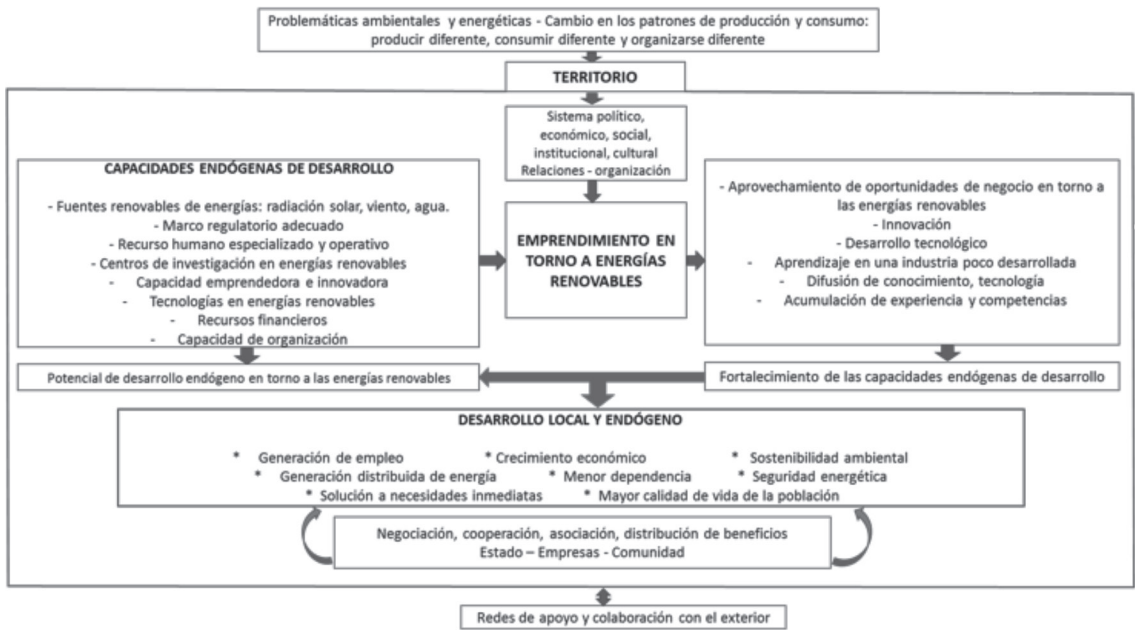 Problemáticas ambientales y energéticas - Cambio en los patrones de producción y consumo:
producir diferente, consumir diferente y organizarse diferente
TERRITORIO
Sistema político,
económico, social,
institucional, cultural
Relaciones - organización
CAPACIDADES ENDÓGENAS DE DESARROLLO
- Fuentes renovables de energías: radiación solar, viento, agua.
- Marco regulatorio adecuado
- Recurso humano especializado y operativo
- Centros de investigación en energías renovables
- Capacidad emprendedora e innovadora
- Tecnologías en energías renovables
- Recursos financieros
- Capacidad de organización
EMPRENDIMIENTO EN
TORNO A ENERGÍAS
RENOVABLES
- Aprovechamiento de oportunidades de negocio en torno a
las energías renovables
- Innovación
- Desarrollo tecnológico
- Aprendizaje en una industria poco desarrollada
- Difusión de conocimiento, tecnología
- Acumulación de experiencia y competencias
Potencial de desarrollo endógeno en torno a las energías renovables
Fortalecimiento de las capacidades endógenas de desarrollo
DESARROLLO LOCAL Y ENDÓGENO
* Generación de empleo * Crecimiento económico * Sostenibilidad ambiental
* Generación distribuida de energía * Menor dependencia * Seguridad energética
* Solución a necesidades inmediatas * Mayor calidad de vida de la población
Negociación, cooperación, asociación, distribución de beneficios
Estado – Empresas - Comunidad
Redes de apoyo y colaboración con el exterior